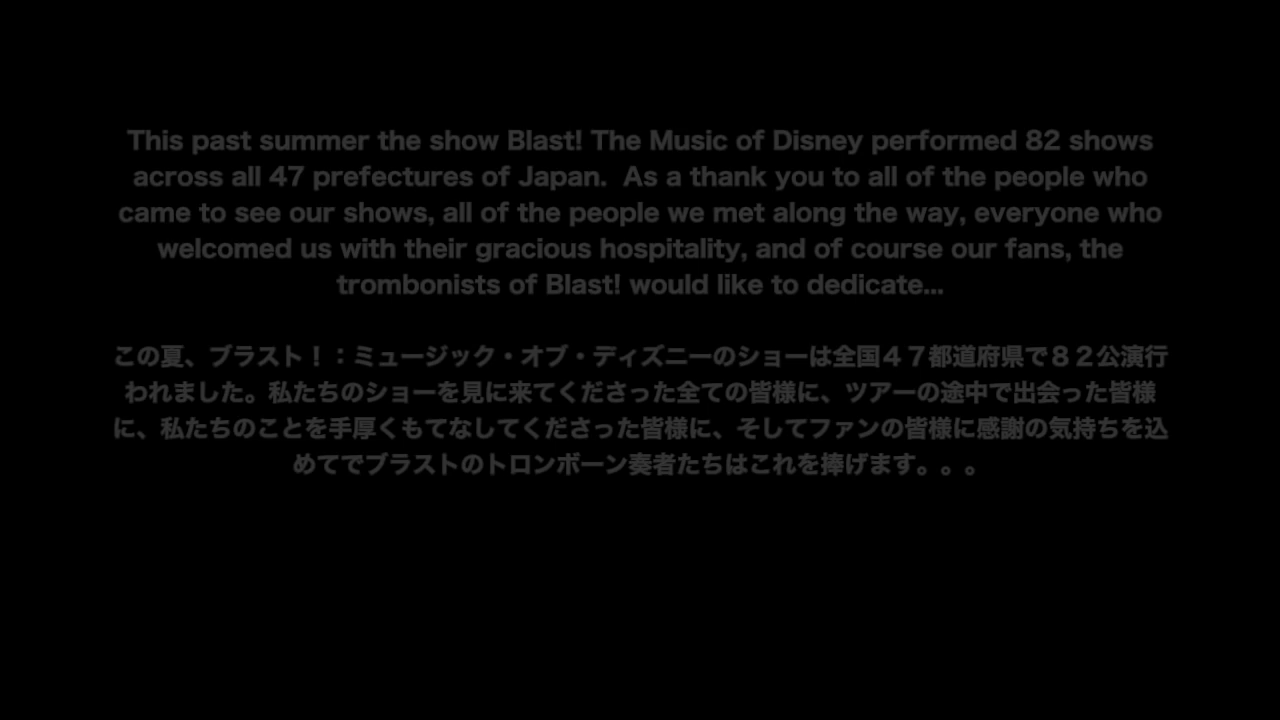 This past summer the show Blast! The Music of Disney performed 82 shows
across all 47 prefectures of Japan.  As a thank you to all of the people who
came to see our shows, all of the people we met along the way, everyone who
welcomed us with their gracious hospitality, and of course our fans, the
trombonists of Blast! would like to dedicate...
この夏、ブラスト！：ミュージック・オブ・ディズニーのショーは全国４７都道府県で８２公演行
われました。私たちのショーを見に来てくださった全ての皆様に、ツアーの途中で出会った皆様
に、私たちのことを手厚くもてなしてくださった皆様に、そしてファンの皆様に感謝の気持ちを込
めてでブラストのトロンボーン奏者たちはこれを捧げます。。。